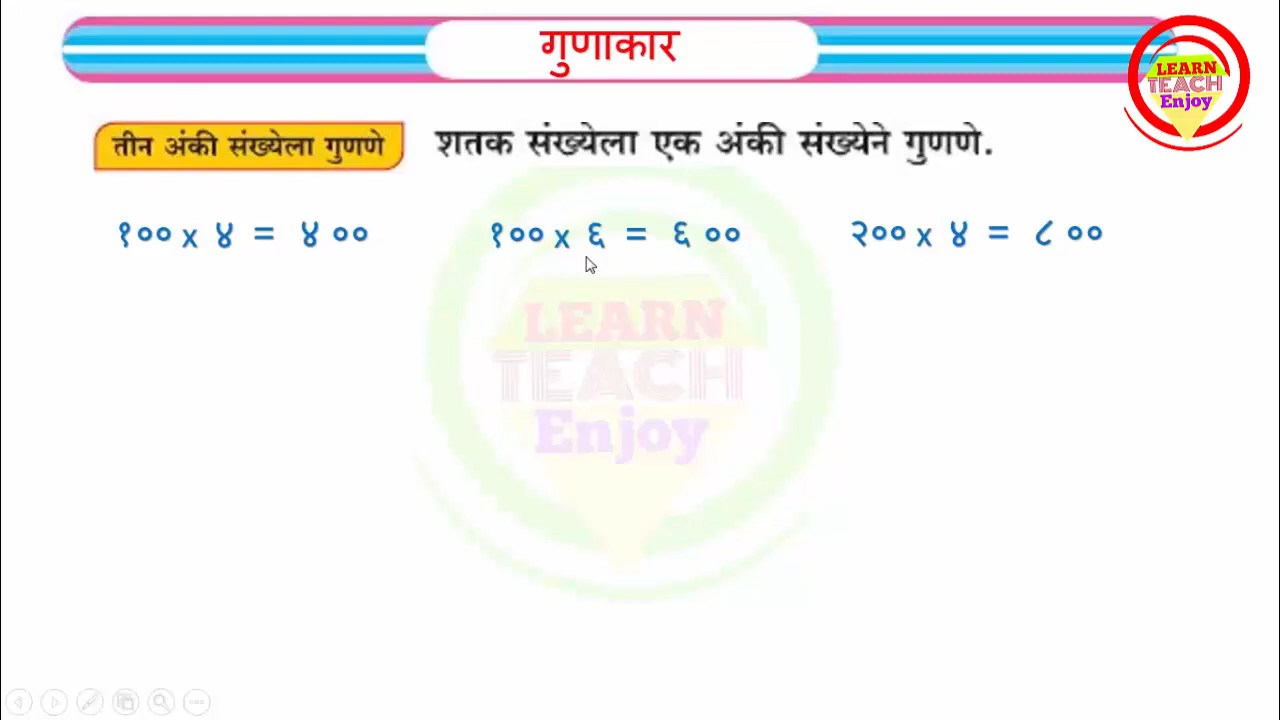 गुणाकार
LEARN
TEACH
Enjoy
तीन अंकी संख्येला गुणणे शतक संख्येला एक अंकी संख्येने गुणणे.
१०० x ४ = ४ ०० १०० x ६ = ६ ०० २०० x ४ = ८ ००
LEARN
TEACH
Enjoy